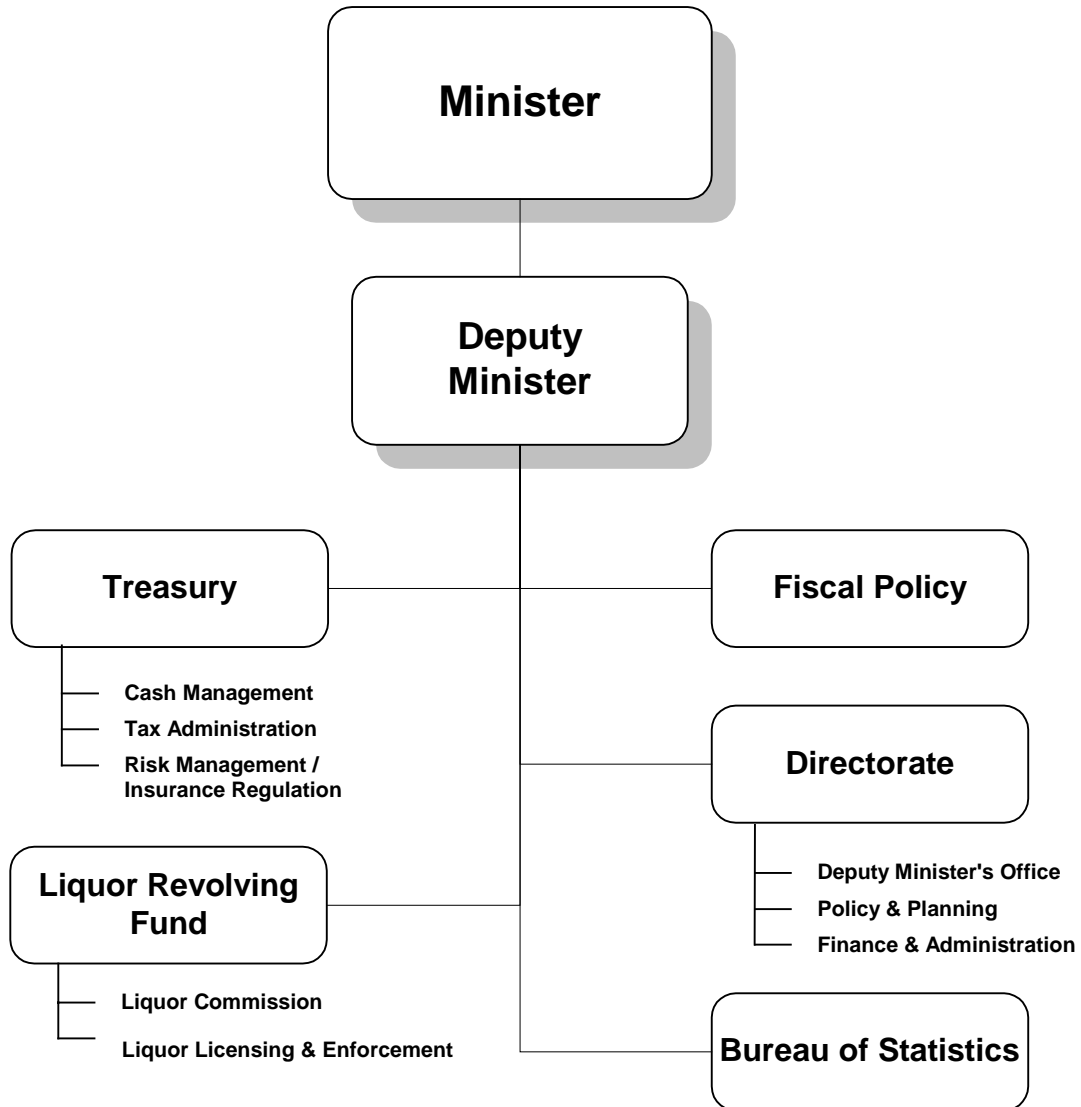 Minister
Deputy
Minister
Treasury
Cash Management
Tax Administration
Risk Management /
Insurance Regulation
Fiscal Policy
Directorate
Deputy Minister's Office
Policy & Planning
Finance & Administration
Liquor Revolving
Fund
Liquor Commission
Liquor Licensing & Enforcement
Bureau of Statistics